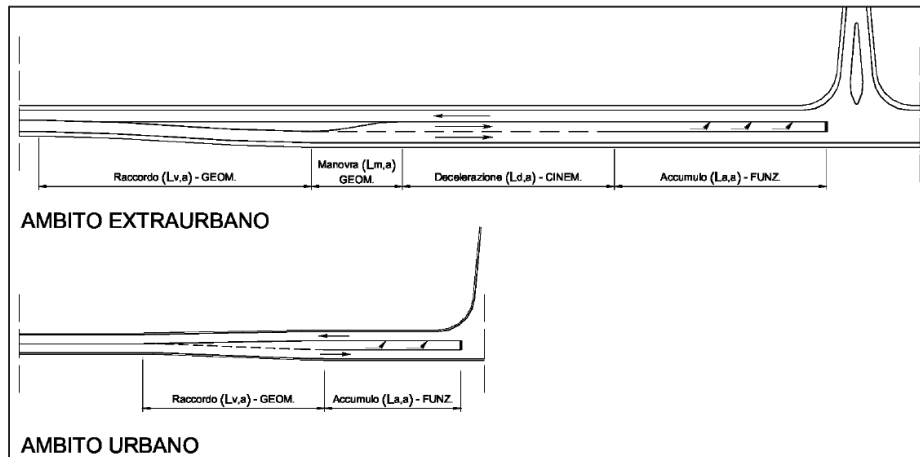 Manovra (Lm,a)
Raccordo (Lv,a) - GEOM.
GEOM.
Decelerazione (Ld,a) - CINEM.
Accumulo (La,a) - FUNZ.
AMBITO EXTRAURBANO
Raccordo (Lv,a) - GEOM.
Accumulo (La,a) - FUNZ.
AMBITO URBANO